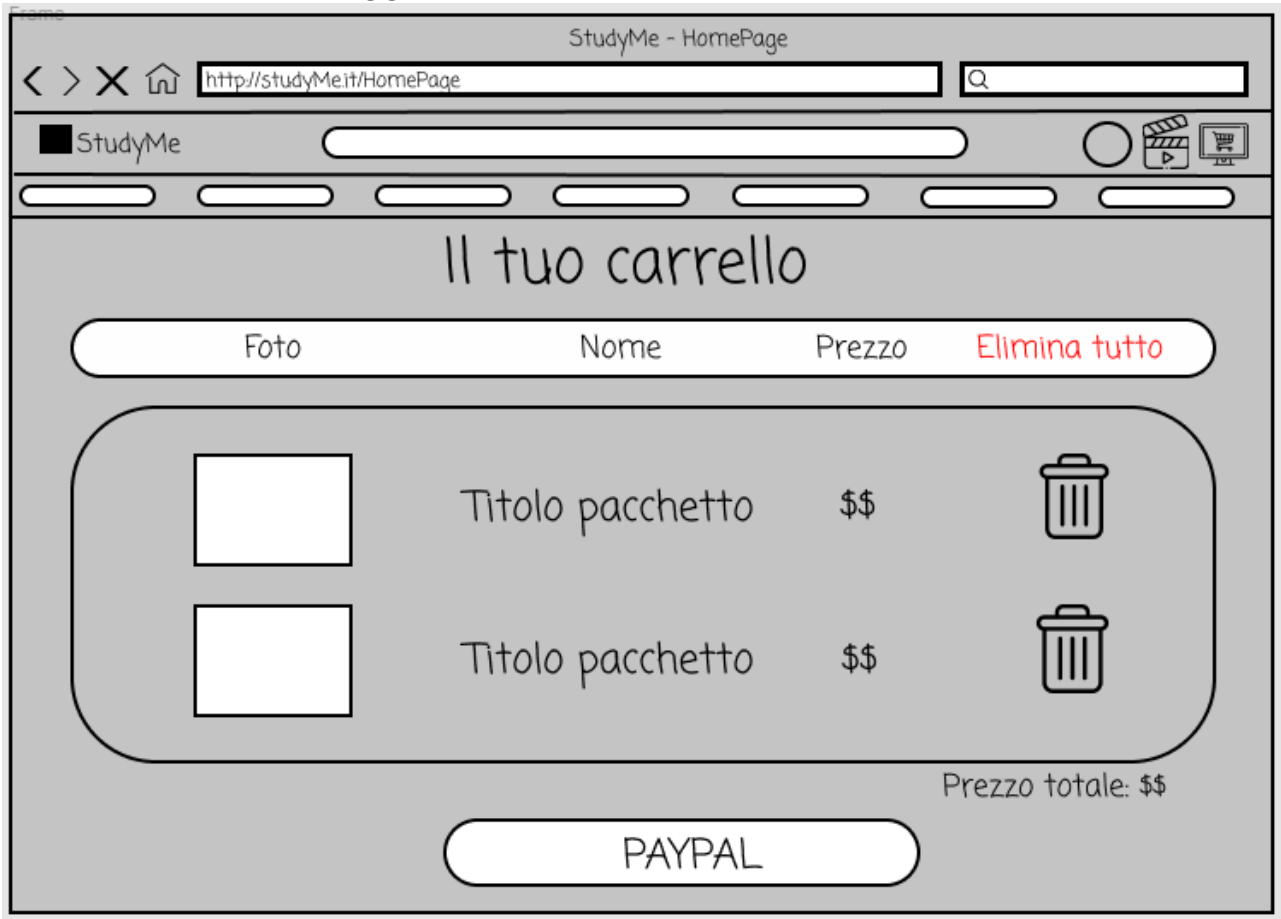 Frame
StudyMe - HomePage
http://studyMe.it/HomePage
StudyMe
Il tuo carrello
Foto Nome Prezzo Elimina tutto
Titolo pacchetto $$
Titolo pacchetto $$
Prezzo totale: $$
PAYPAL